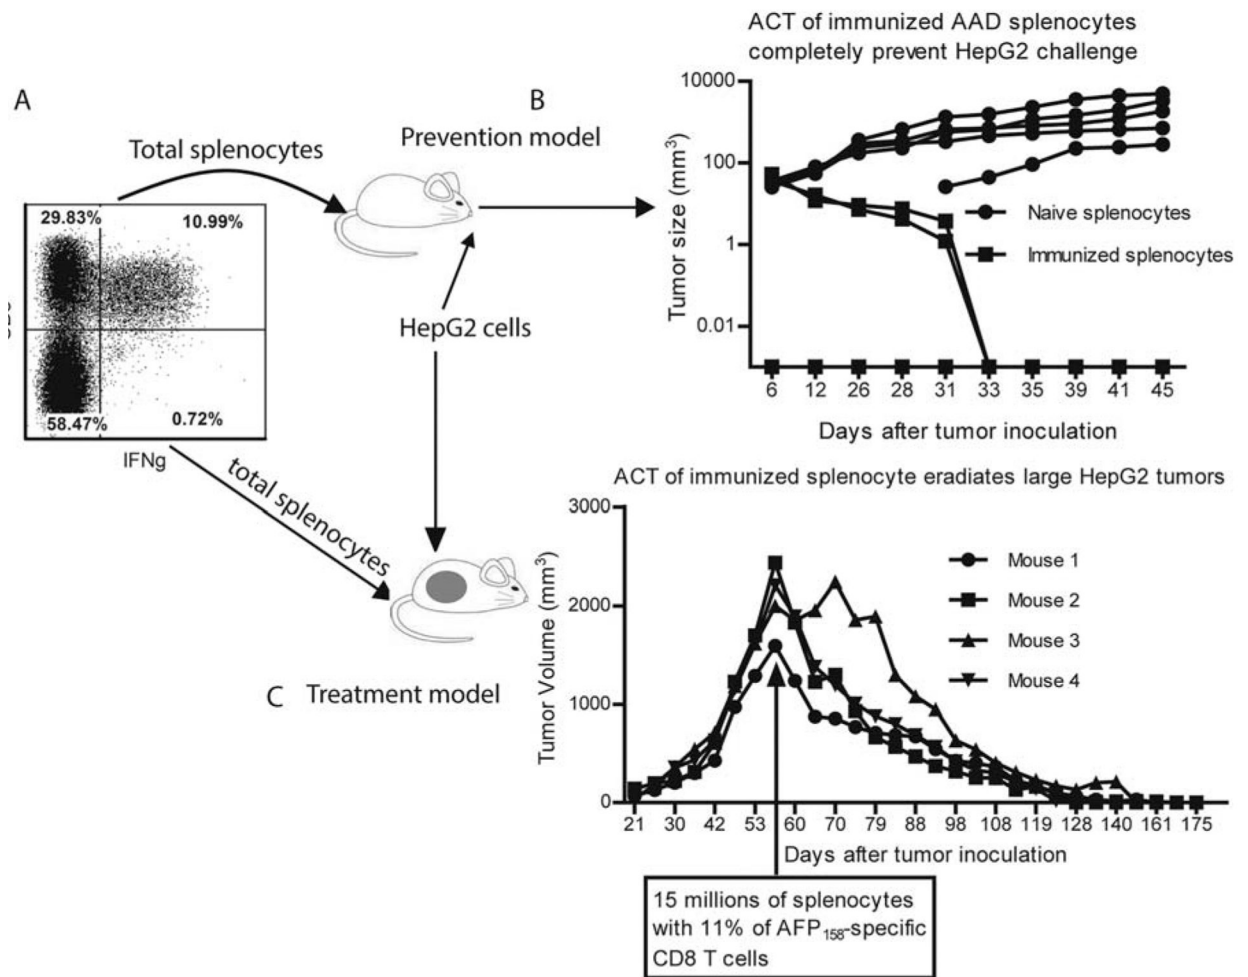 A
Total splenocytes
29.83%
10.99%
58.47%
0.72%
IFNg
total splenocytes
B
Prevention model
HepG2 cells
C Treatment model
ACT of immunized AAD splenocytes
completely prevent HepG2 challenge
Tumor size (mm³)
10000
100
1
0.01
Naive splenocytes
Immunized splenocytes
6 12 26 28 31 33 35 39 41 45
Days after tumor inoculation
ACT of immunized splenocyte eradiates large HepG2 tumors
Tumor Volume (mm³)
3000
2000
1000
0
Mouse 1
Mouse 2
Mouse 3
Mouse 4
21 30 42 53 60 70 79 88 98 108 119 128 140 161 175
Days after tumor inoculation
15 millions of splenocytes
with 11% of AFP₁₅₈-specific
CD8 T cells